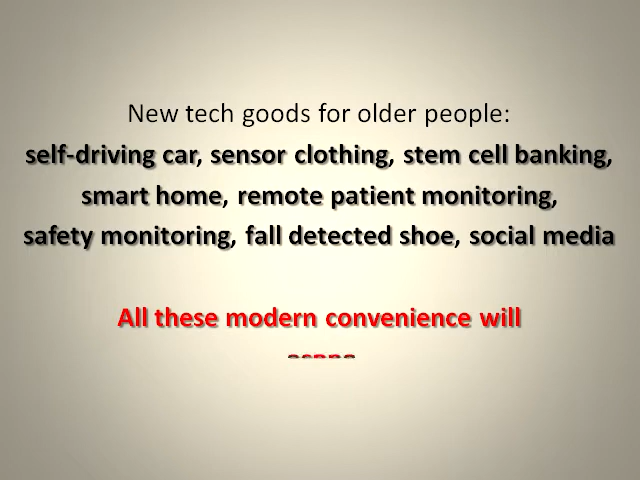 New tech goods for older people:
self-driving car, sensor clothing, stem cell banking,
smart home, remote patient monitoring,
safety monitoring, fall detected shoe, social media
All these modern convenience will